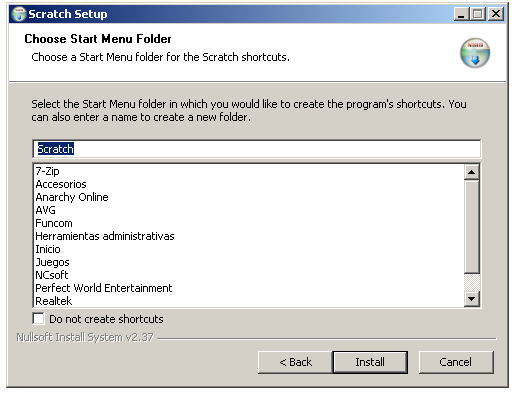 Scratch Setup
Choose Start Menu Folder
Choose a Start Menu folder for the Scratch shortcuts.
Select the Start Menu folder in which you would like to create the program's shortcuts. You
can also enter a name to create a new folder.
Scratch
7-Zip
Accesorios
Anarchy Online
AVG
Funcom
Herramientas administrativas
Inicio
Juegos
NCsoft
Perfect World Entertainment
Realtek
Do not create shortcuts
Nullsoft Install System v2.37
< Back
Install
Cancel